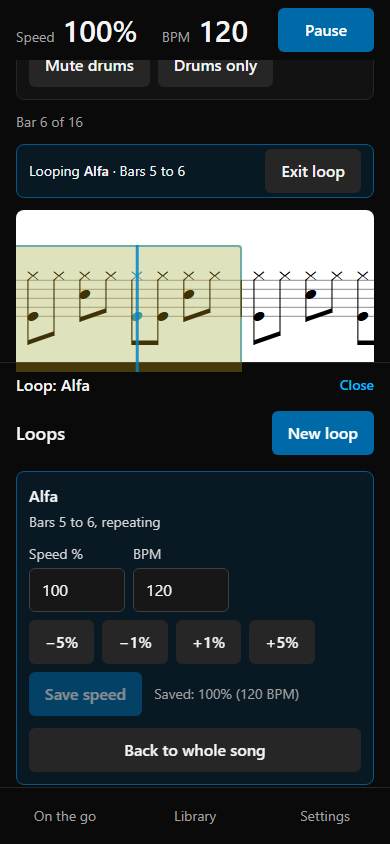 Speed 100% BPM 120 Pause
Mute drums Drums only
Bar 6 of 16
Looping Alfa · Bars 5 to 6 Exit loop
Loop: Alfa Close
Loops New loop
Alfa
Bars 5 to 6, repeating
Speed % BPM
100 120
−5% −1% +1% +5%
Save speed Saved: 100% (120 BPM)
Back to whole song
On the go Library Settings